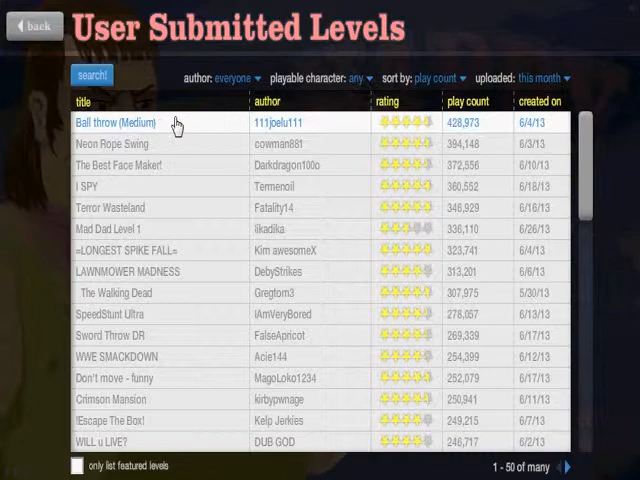 back
User Submitted Levels
search!
author: everyone playable character: any sort by: play count uploaded: this month
title author rating play count created on
Ball throw (Medium) 111joelu111 428,973 6/4/13
Neon Rope Swing cowman881 394,148 6/3/13
The Best Face Maker! Darkdragon100o 372,556 6/10/13
I SPY Termenoil 360,552 6/18/13
Terror Wasteland Fatality14 346,929 6/16/13
Mad Dad Level 1 likadika 336,110 6/26/13
=LONGEST SPIKE FALL= Kim awesomeX 323,741 6/4/13
LAWNMOWER MADNESS DebyStrikes 313,201 6/6/13
The Walking Dead Gregtom3 307,975 5/30/13
SpeedStunt Ultra IAmVeryBored 278,057 6/13/13
Sword Throw DR FalseApricot 269,339 6/17/13
WWE SMACKDOWN Acie144 254,399 6/12/13
Don't move - funny MagoLoko1234 252,079 6/17/13
Crimson Mansion kirbypwnage 250,941 6/11/13
!Escape The Box! Kelp Jerkies 249,215 6/7/13
WILL u LIVE? DUB GOD 246,717 6/2/13
only list featured levels 1 - 50 of many